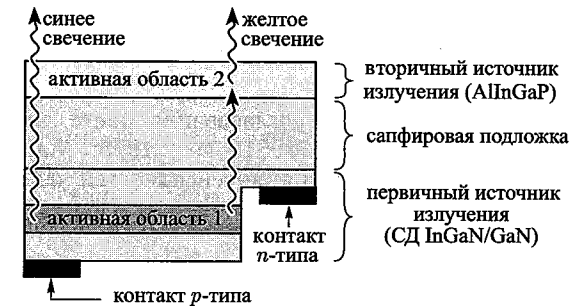 синее
свечение
желтое
свечение
активная область 2
вторичный источник
излучения (AlInGaP)
сапфировая подложка
активная область 1
первичный источник
излучения
(СД InGaN/GaN)
контакт
n-типа
контакт p-типа